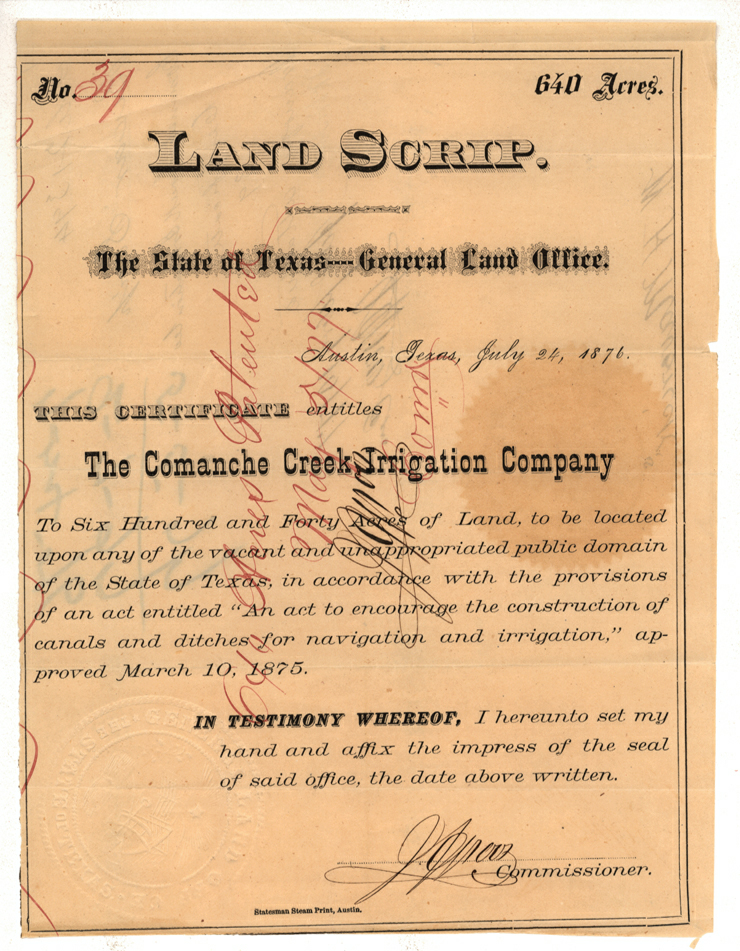 No. 39
640 Acres.
LAND SCRIP.
The State of Texas----General Land Office.
Austin, Texas, July 24, 1876.
THIS CERTIFICATE entitles
The Comanche Creek Irrigation Company
To Six Hundred and Forty Acres of Land, to be located
upon any of the vacant and unappropriated public domain
of the State of Texas, in accordance with the provisions
of an act entitled "An act to encourage the construction of
canals and ditches for navigation and irrigation," ap-
proved March 10, 1875.
IN TESTIMONY WHEREOF, I hereunto set my
hand and affix the impress of the seal
of said office, the date above written.
Commissioner.
Statesman Steam Print, Austin.
Acres Patented